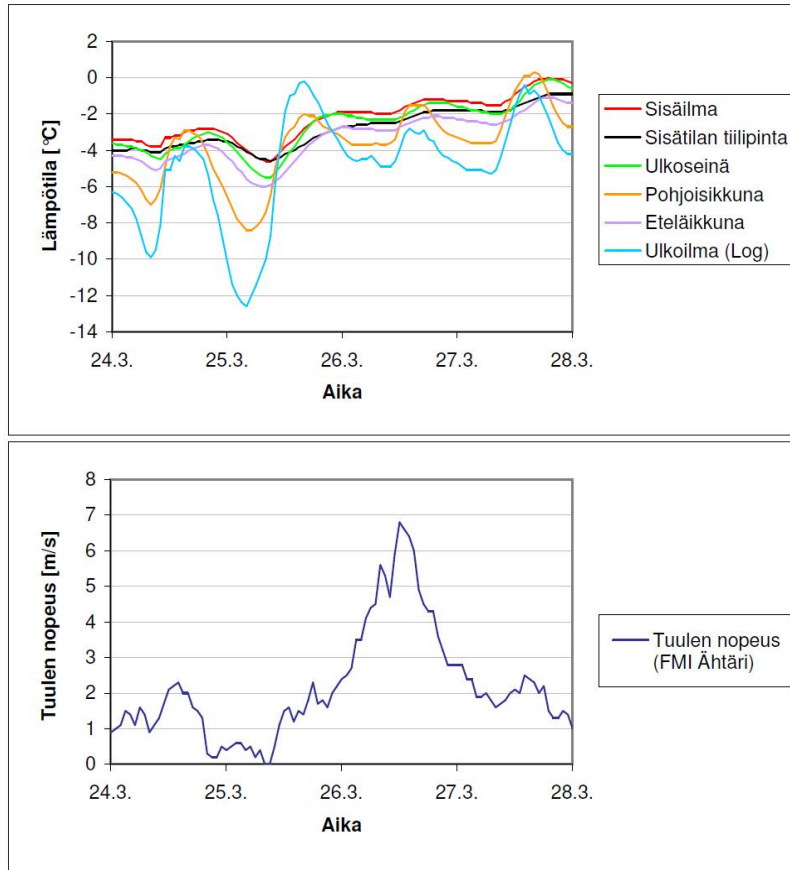 Lämpötila [°C]
2
0
-2
-4
-6
-8
-10
-12
-14
24.3. 25.3. 26.3. 27.3. 28.3.
Aika
Sisäilma
Sisätilan tiilipinta
Ulkoseinä
Pohjoisikkuna
Eteläikkuna
Ulkoilma (Log)
Tuulen nopeus [m/s]
8
7
6
5
4
3
2
1
0
24.3. 25.3. 26.3. 27.3. 28.3.
Aika
Tuulen nopeus
(FMI Ähtäri)